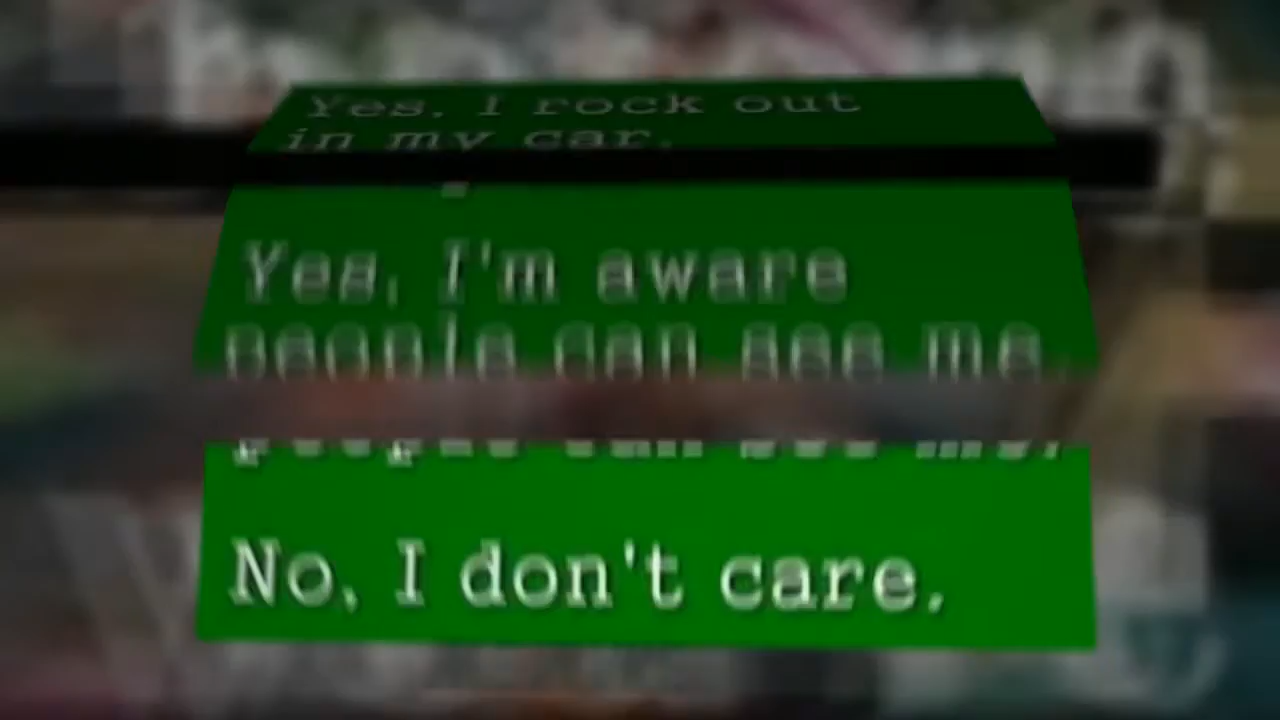 Yes, I rock out
in my car.
Yes, I'm aware
people can see me.
No, I don't care.